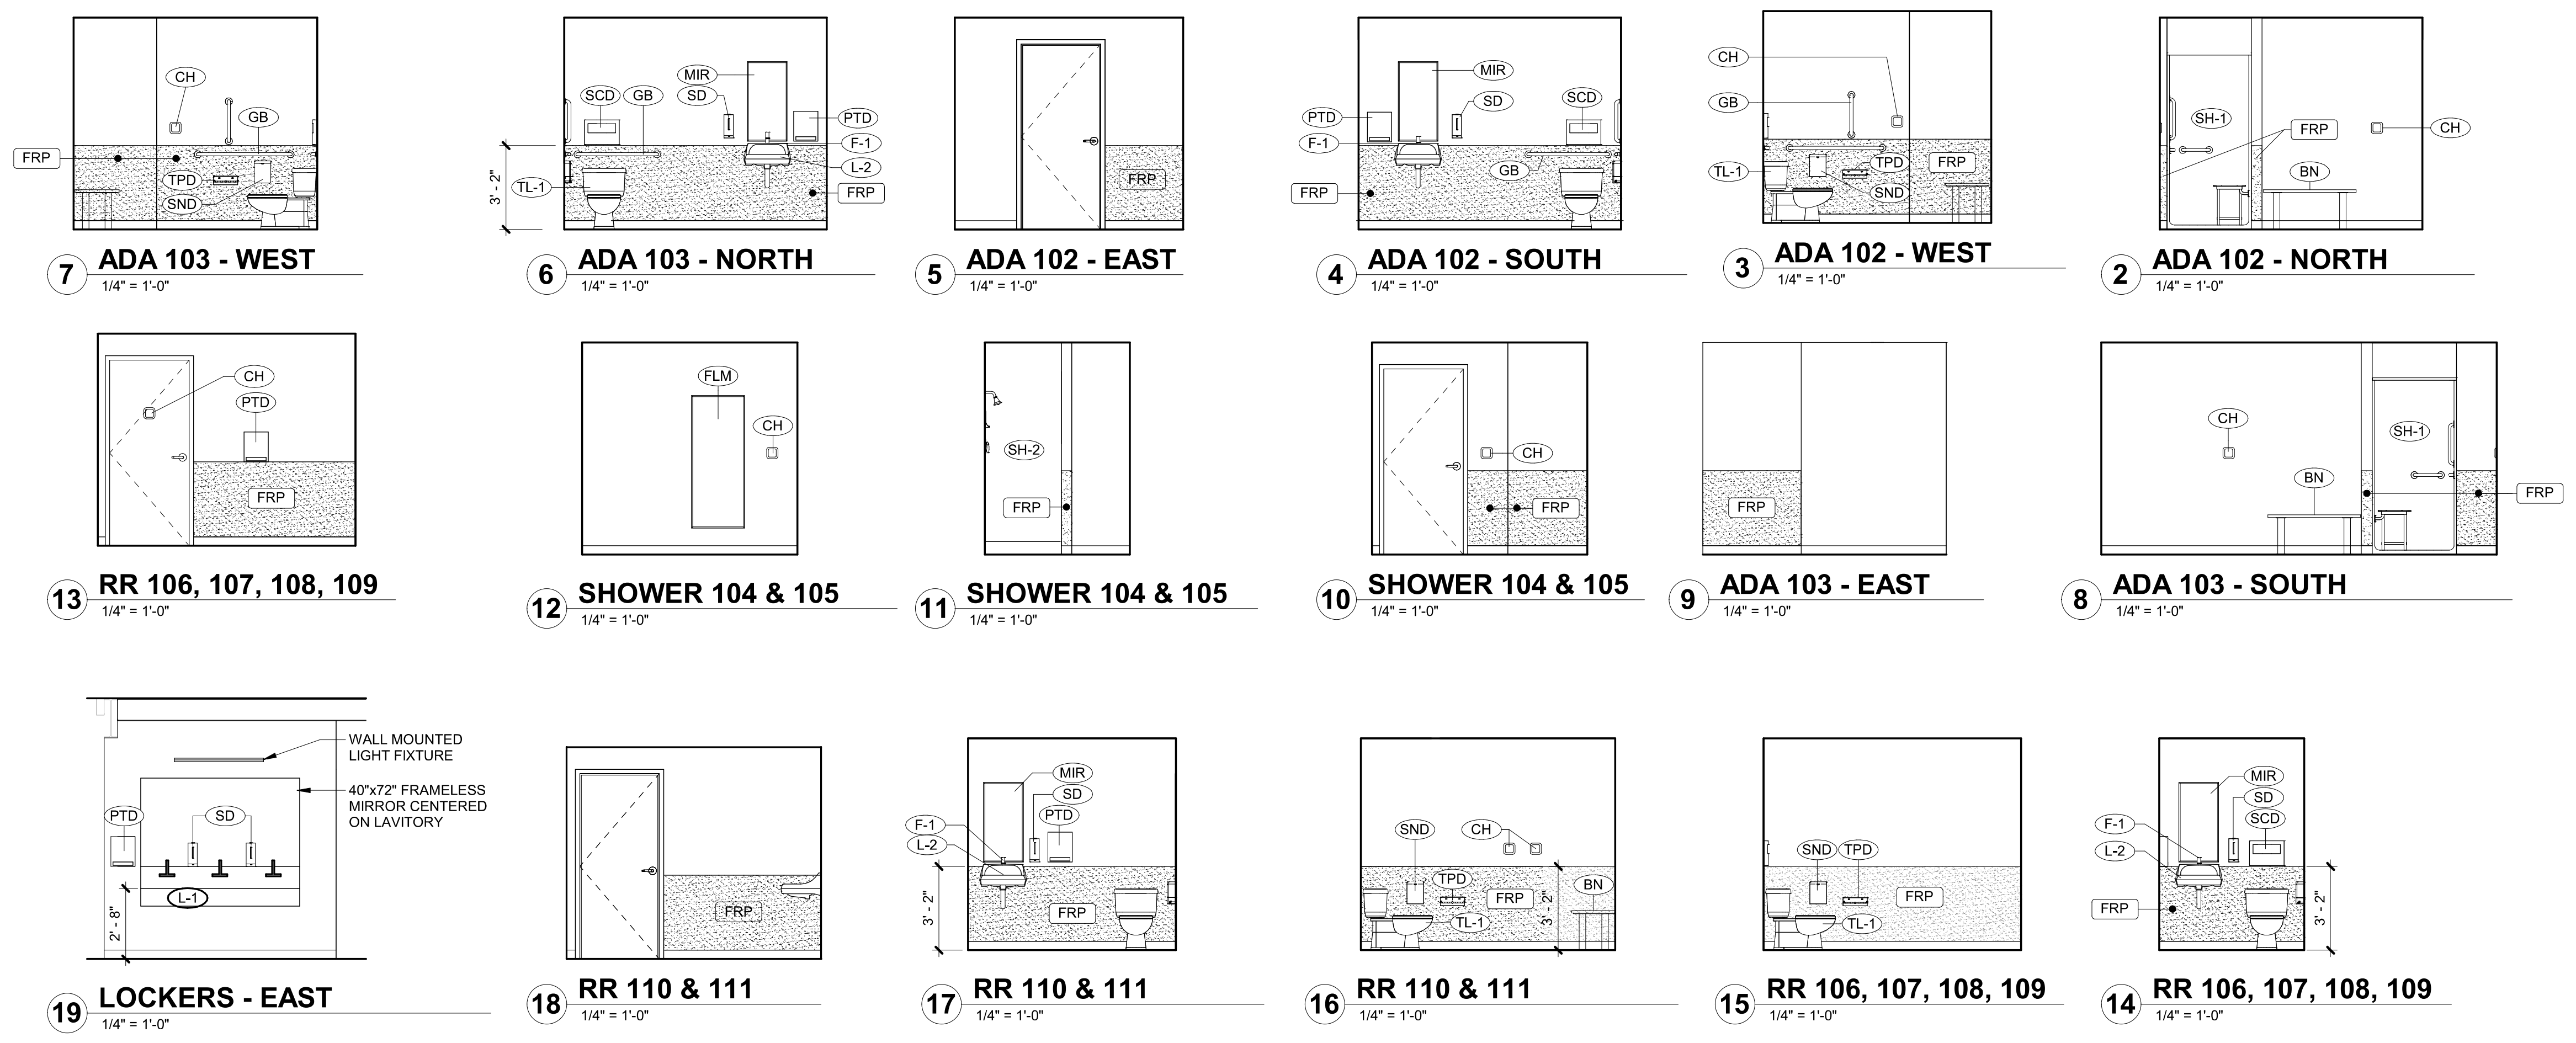 CH
GB
FRP
TPD
SND
7
ADA 103 - WEST
1/4" = 1'-0"
MIR
SCD
GB
SD
PTD
F-1
L-2
TL-1
FRP
3' - 2"
6
ADA 103 - NORTH
1/4" = 1'-0"
FRP
5
ADA 102 - EAST
1/4" = 1'-0"
MIR
SD
SCD
PTD
F-1
GB
FRP
4
ADA 102 - SOUTH
1/4" = 1'-0"
CH
GB
TPD
FRP
TL-1
SND
3
ADA 102 - WEST
1/4" = 1'-0"
SH-1
FRP
CH
BN
2
ADA 102 - NORTH
1/4" = 1'-0"
CH
PTD
FRP
13
RR 106, 107, 108, 109
1/4" = 1'-0"
FLM
CH
12
SHOWER 104 & 105
1/4" = 1'-0"
SH-2
FRP
11
SHOWER 104 & 105
1/4" = 1'-0"
CH
FRP
10
SHOWER 104 & 105
1/4" = 1'-0"
FRP
9
ADA 103 - EAST
1/4" = 1'-0"
CH
SH-1
BN
FRP
8
ADA 103 - SOUTH
1/4" = 1'-0"
WALL MOUNTED
LIGHT FIXTURE
40"x72" FRAMELESS
MIRROR CENTERED
ON LAVITORY
PTD
SD
L-1
2' - 8"
19
LOCKERS - EAST
1/4" = 1'-0"
FRP
18
RR 110 & 111
1/4" = 1'-0"
MIR
SD
PTD
F-1
L-2
FRP
3' - 2"
17
RR 110 & 111
1/4" = 1'-0"
SND
CH
TPD
FRP
BN
TL-1
3' - 2"
16
RR 110 & 111
1/4" = 1'-0"
SND
TPD
FRP
TL-1
15
RR 106, 107, 108, 109
1/4" = 1'-0"
MIR
SD
SCD
F-1
L-2
FRP
3' - 2"
14
RR 106, 107, 108, 109
1/4" = 1'-0"